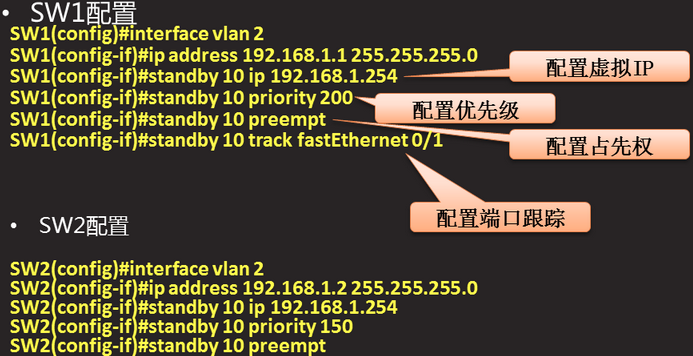 • SW1配置
SW1(config)#interface vlan 2
SW1(config-if)#ip address 192.168.1.1 255.255.255.0
SW1(config-if)#standby 10 ip 192.168.1.254
配置虚拟IP
SW1(config-if)#standby 10 priority 200
配置优先级
SW1(config-if)#standby 10 preempt
配置占先权
SW1(config-if)#standby 10 track fastEthernet 0/1
配置端口跟踪
• SW2配置
SW2(config)#interface vlan 2
SW2(config-if)#ip address 192.168.1.2 255.255.255.0
SW2(config-if)#standby 10 ip 192.168.1.254
SW2(config-if)#standby 10 priority 150
SW2(config-if)#standby 10 preempt